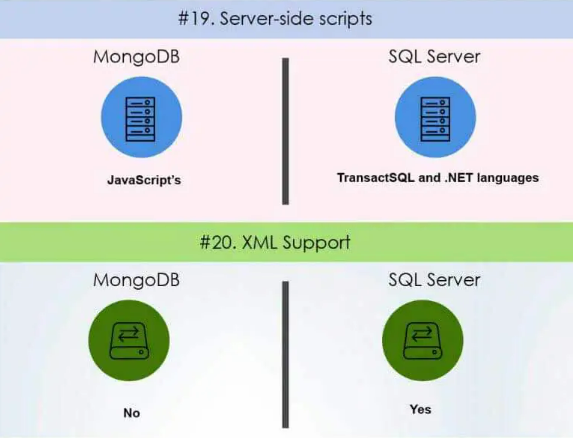 #19. Server-side scripts
MongoDB
SQL Server
JavaScript's
TransactSQL and .NET languages
#20. XML Support
MongoDB
SQL Server
No
Yes